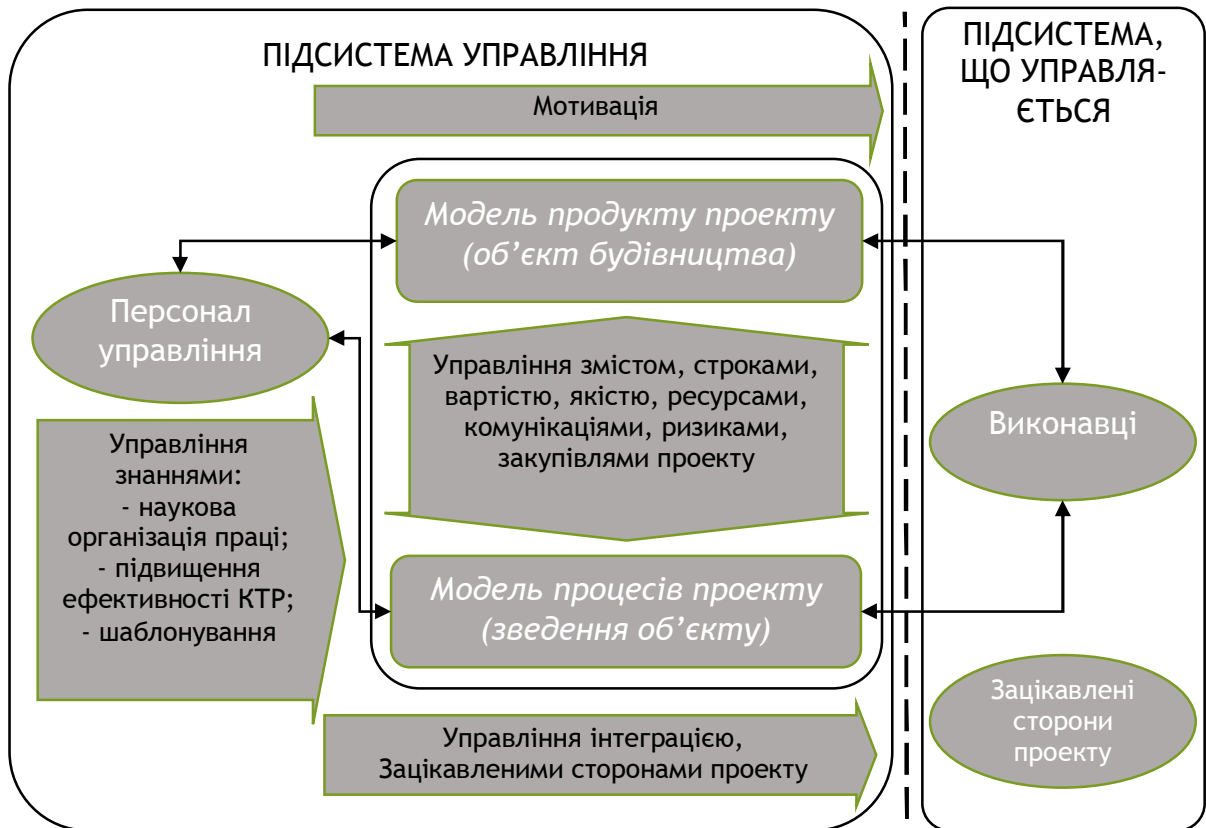 ПІДСИСТЕМА УПРАВЛІННЯ
Мотивація
Модель продукту проекту
(об’єкт будівництва)
Персонал
управління
Управління змістом, строками,
вартістю, якістю, ресурсами,
комунікаціями, ризиками,
закупівлями проекту
Управління
знаннями:
- наукова
організація праці;
- підвищення
ефективності КТР;
- шаблонування
Модель процесів проекту
(зведення об’єкту)
Управління інтеграцією,
Зацікавленими сторонами проекту
ПІДСИСТЕМА,
ЩО УПРАВЛЯ-
ЄТЬСЯ
Виконавці
Зацікавлені
сторони
проекту